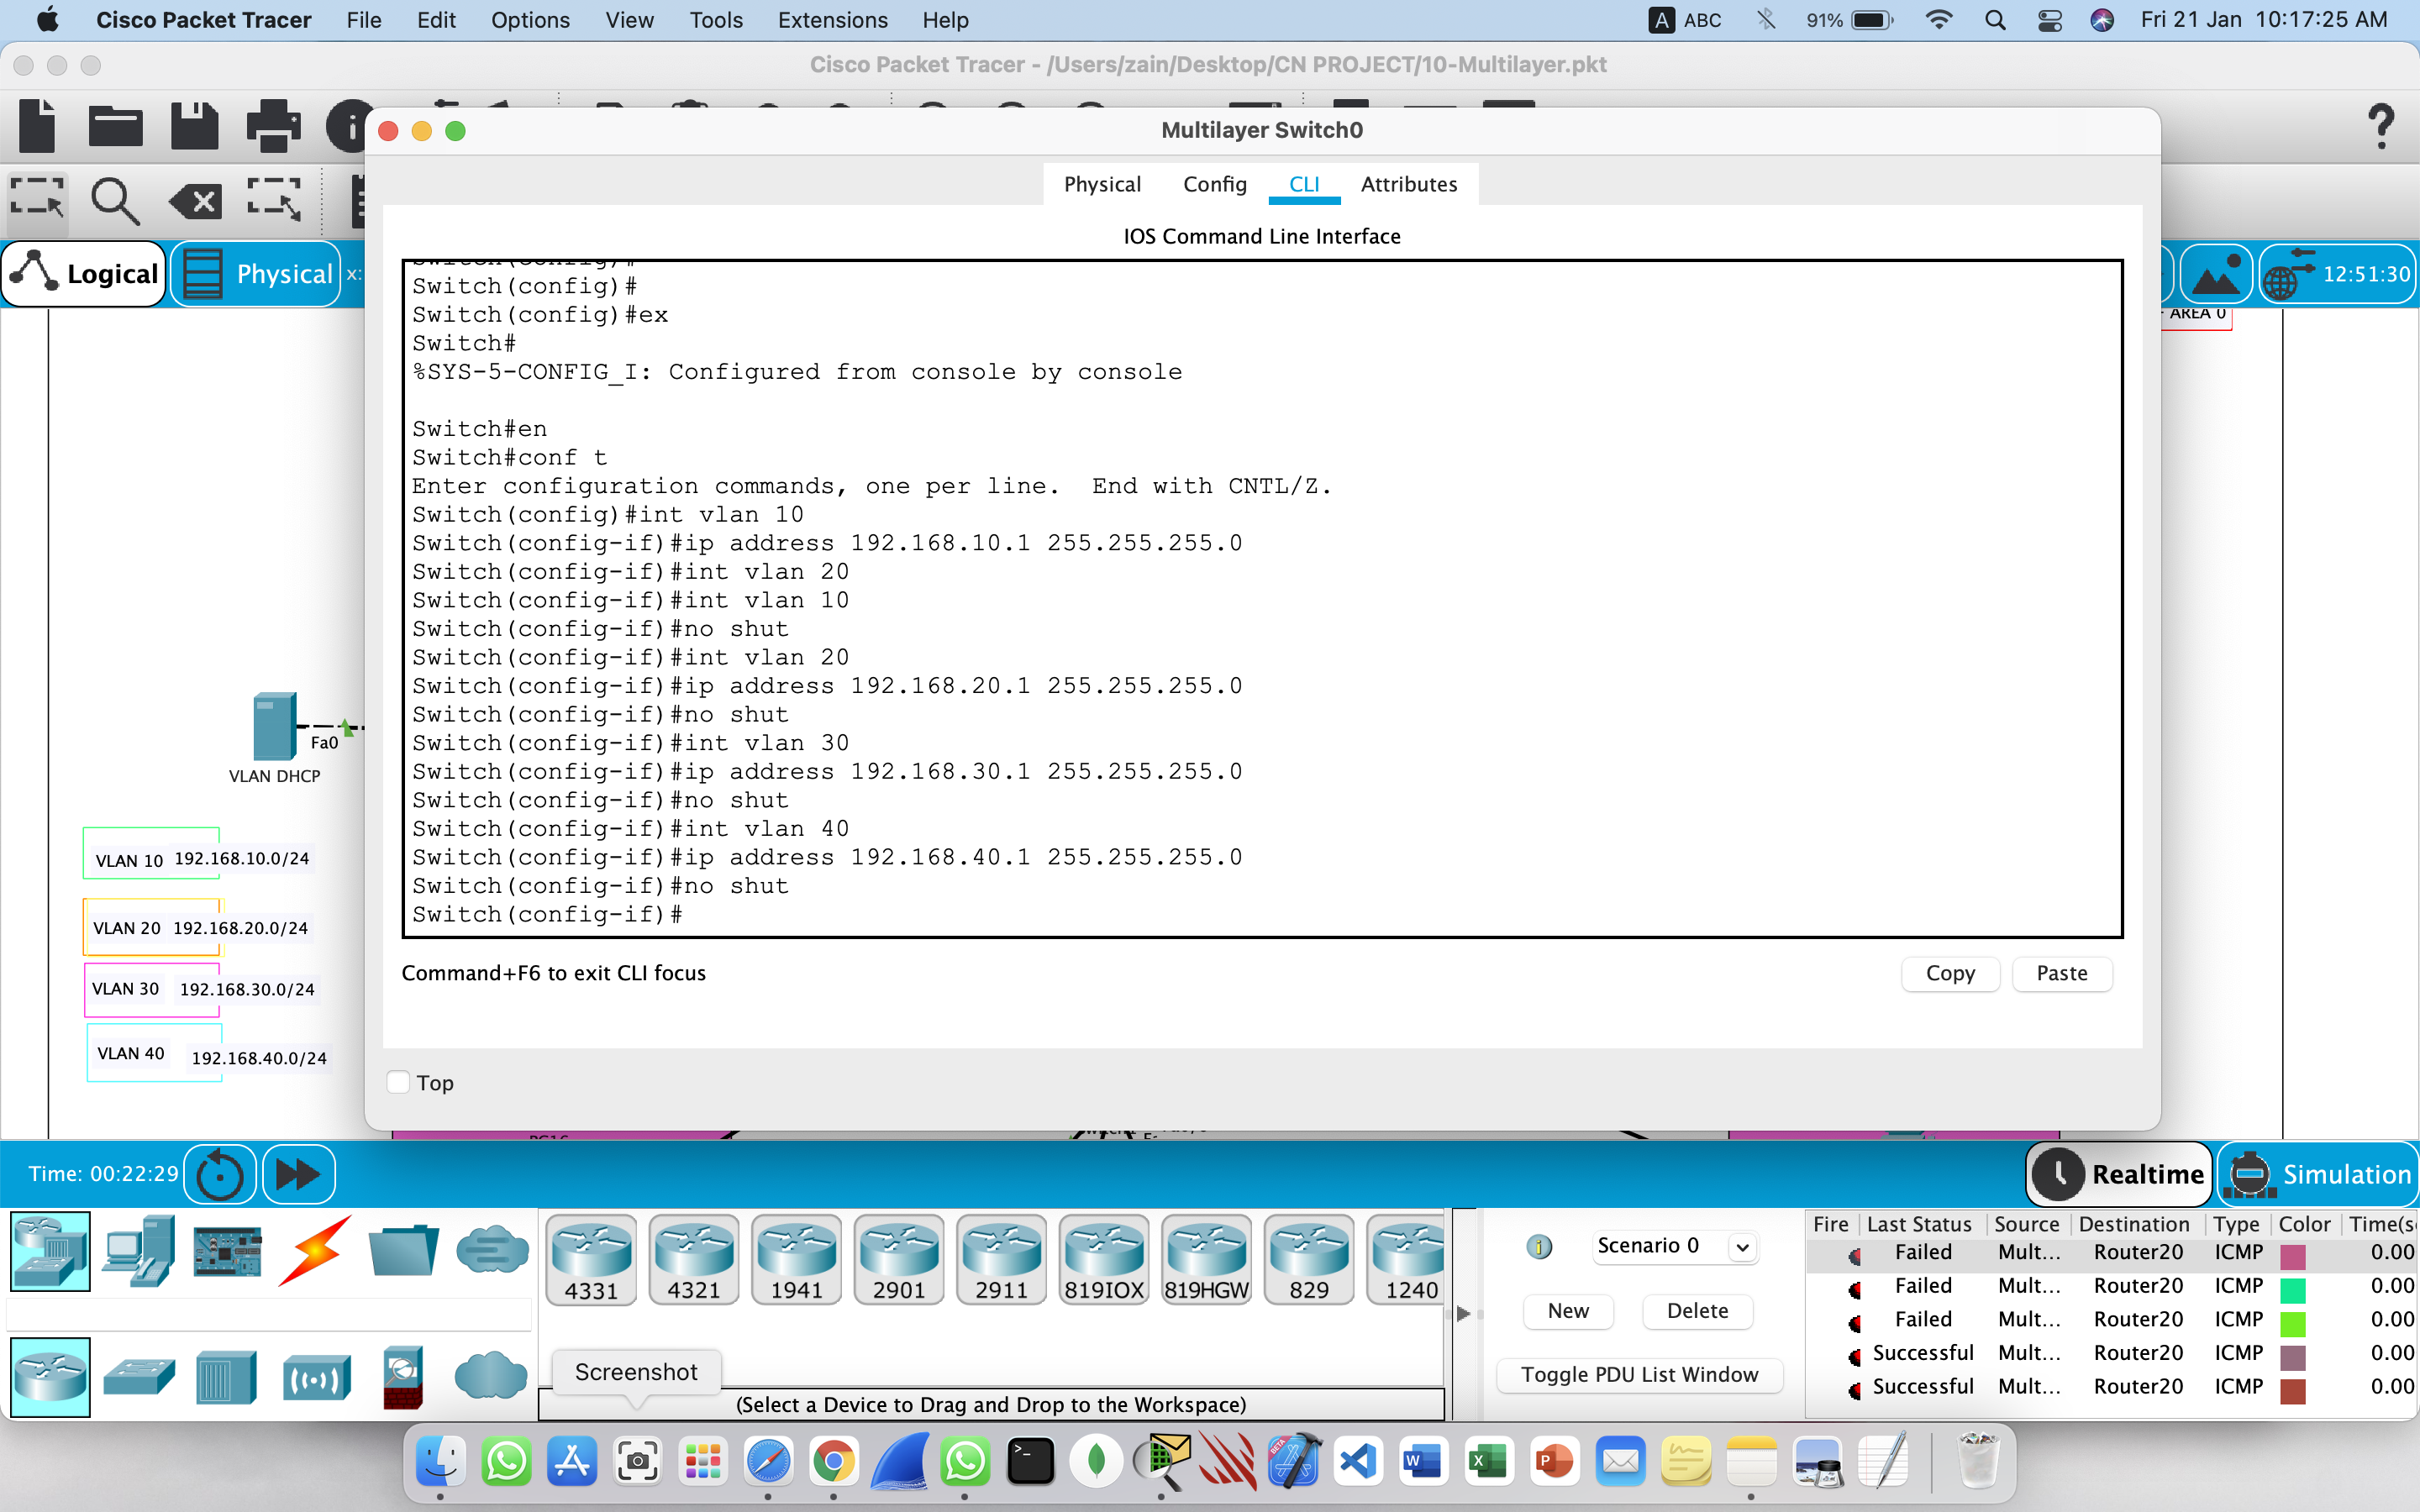 Cisco Packet Tracer File Edit Options View Tools Extensions Help A ABC 91% Fri 21 Jan 10:17:25 AM
Cisco Packet Tracer - /Users/zain/Desktop/CN PROJECT/10-Multilayer.pkt
Multilayer Switch0
Physical Config CLI Attributes
IOS Command Line Interface
Logical Physical x: 12:51:30
AREA 0
Switch(config)#
Switch(config)#
Switch(config)#ex
Switch#
%SYS-5-CONFIG_I: Configured from console by console
Switch#en
Switch#conf t
Enter configuration commands, one per line. End with CNTL/Z.
Switch(config)#int vlan 10
Switch(config-if)#ip address 192.168.10.1 255.255.255.0
Switch(config-if)#int vlan 20
Switch(config-if)#int vlan 10
Switch(config-if)#no shut
Switch(config-if)#int vlan 20
Switch(config-if)#ip address 192.168.20.1 255.255.255.0
Switch(config-if)#no shut
Switch(config-if)#int vlan 30
Switch(config-if)#ip address 192.168.30.1 255.255.255.0
Switch(config-if)#no shut
Switch(config-if)#int vlan 40
Switch(config-if)#ip address 192.168.40.1 255.255.255.0
Switch(config-if)#no shut
Switch(config-if)#
Fa0
VLAN DHCP
VLAN 10 192.168.10.0/24
VLAN 20 192.168.20.0/24
VLAN 30 192.168.30.0/24
VLAN 40 192.168.40.0/24
Command+F6 to exit CLI focus
Copy Paste
Top
Time: 00:22:29 Realtime Simulation
4331 4321 1941 2901 2911 819IOX 819HGW 829 1240
Scenario 0
New Delete
Toggle PDU List Window
Fire Last Status Source Destination Type Color Time(s
Failed Mult... Router20 ICMP 0.00
Failed Mult... Router20 ICMP 0.00
Failed Mult... Router20 ICMP 0.00
Successful Mult... Router20 ICMP 0.00
Successful Mult... Router20 ICMP 0.00
Screenshot
(Select a Device to Drag and Drop to the Workspace)